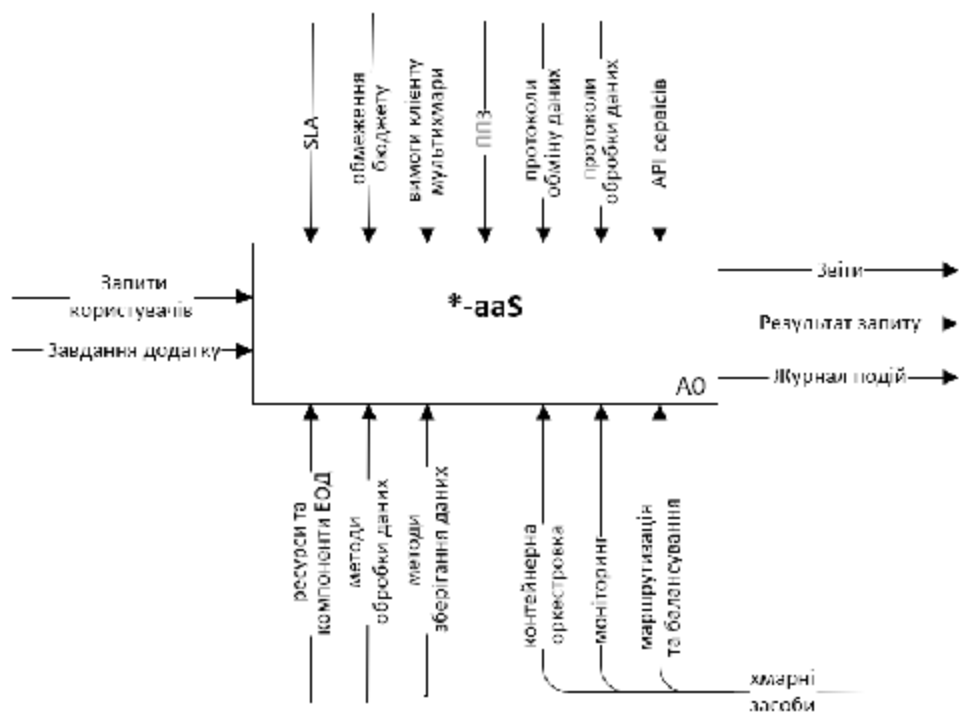 SLA
обмеження
бюджету
вимоги клієнту
мультихмари
ППЗ
протоколи
обміну даних
протоколи
обробки даних
API сервісів
Запити
користувачів
Завдання додатку
*-aaS
A0
Звіти
Результат запиту
Журнал подій
ресурси та
компоненти ЕОД
методи
обробки даних
методи
зберігання даних
контейнерна
оркестровка
моніторинг
маршрутизація
та балансування
хмарні
засоби